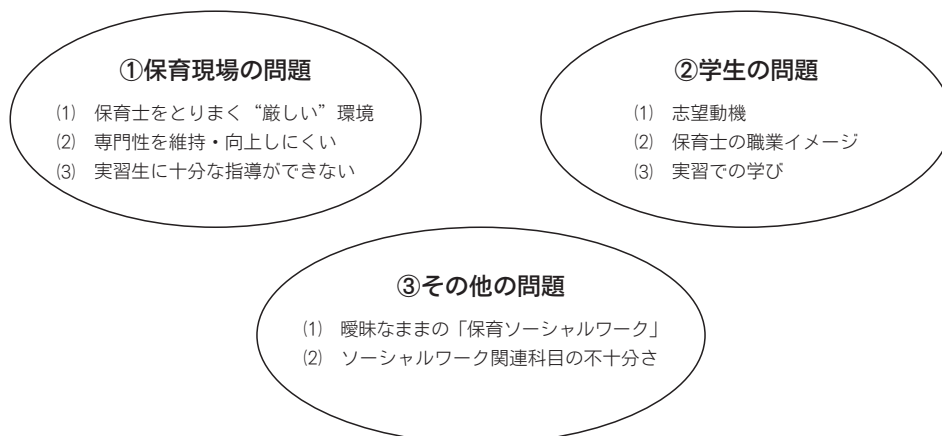 ①保育現場の問題
⑴ 保育士をとりまく“厳しい”環境
⑵ 専門性を維持・向上しにくい
⑶ 実習生に十分な指導ができない
②学生の問題
⑴ 志望動機
⑵ 保育士の職業イメージ
⑶ 実習での学び
③その他の問題
⑴ 曖昧なままの「保育ソーシャルワーク」
⑵ ソーシャルワーク関連科目の不十分さ